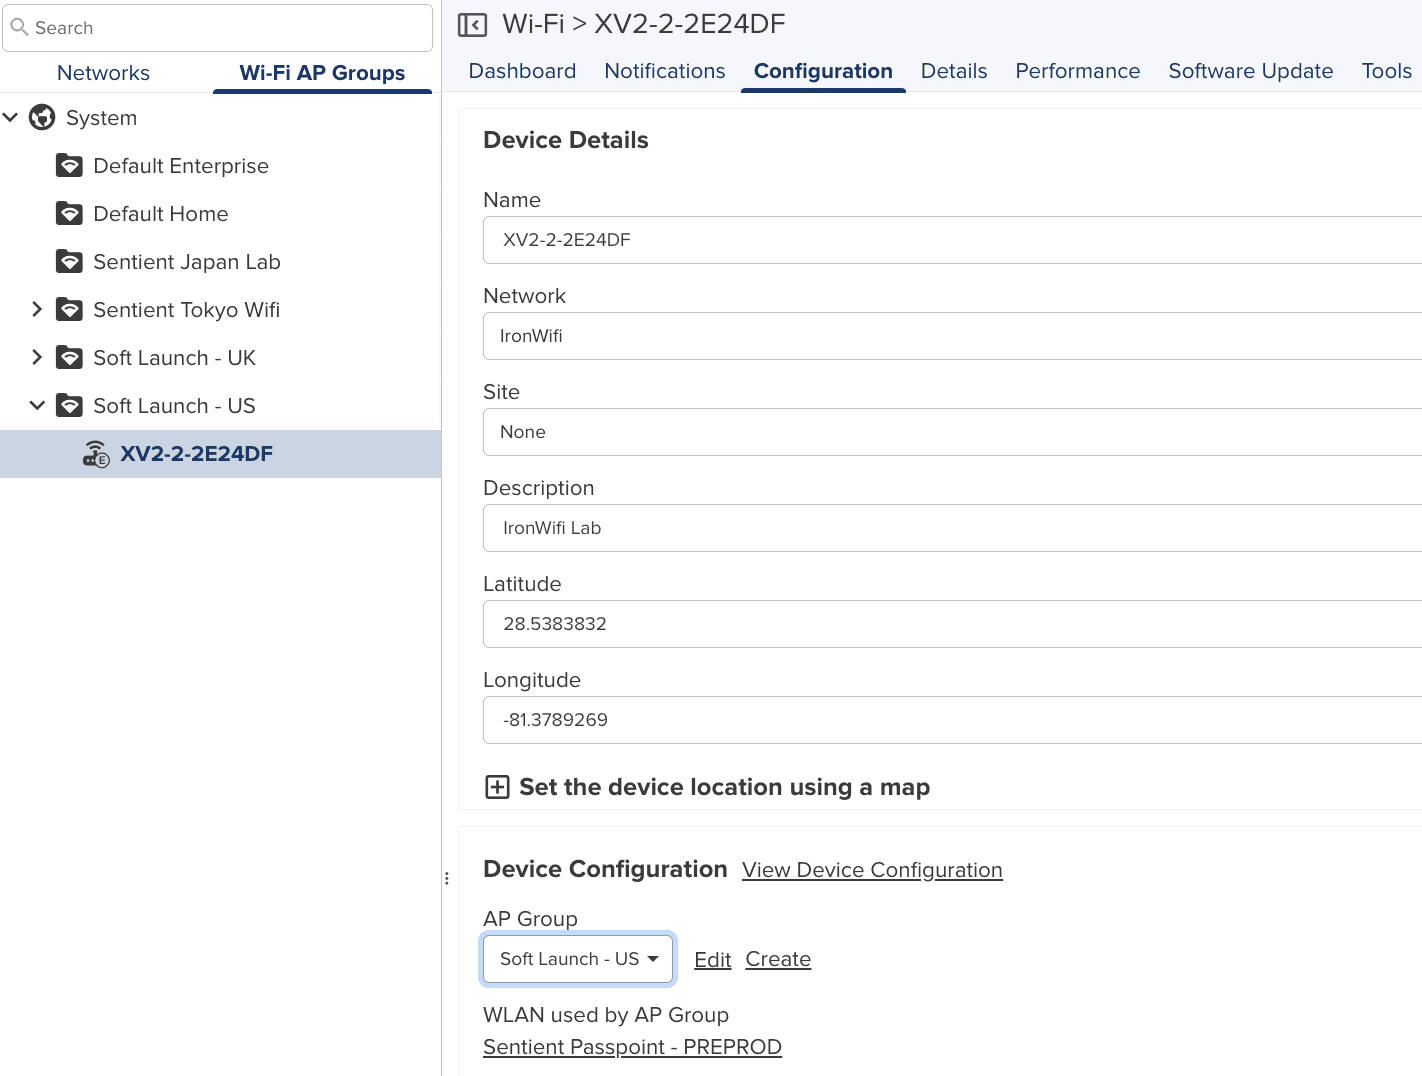 Search
Networks
Wi-Fi AP Groups
System
Default Enterprise
Default Home
Sentient Japan Lab
Sentient Tokyo Wifi
Soft Launch - UK
Soft Launch - US
E
XV2-2-2E24DF
Wi-Fi > XV2-2-2E24DF
Dashboard
Notifications
Configuration
Details
Performance
Software Update
Tools
Device Details
Name
XV2-2-2E24DF
Network
IronWifi
Site
None
Description
IronWifi Lab
Latitude
28.5383832
Longitude
-81.3789269
Set the device location using a map
Device Configuration View Device Configuration
AP Group
Soft Launch - US Edit Create
WLAN used by AP Group
Sentient Passpoint - PREPROD